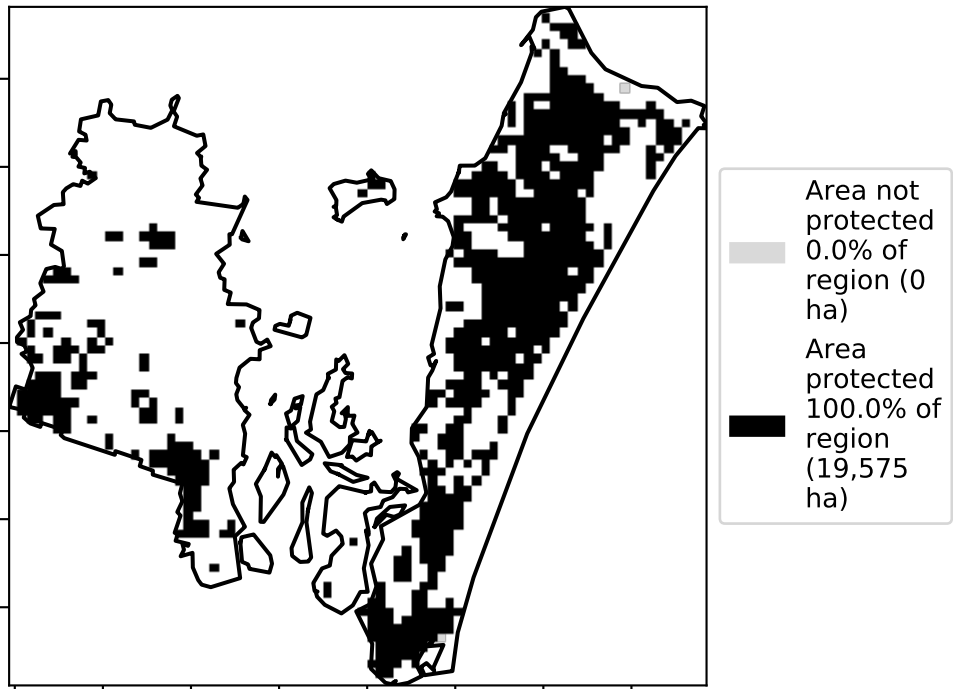 Area not
protected
0.0% of
region (0
ha)
Area
protected
100.0% of
region
(19,575
ha)